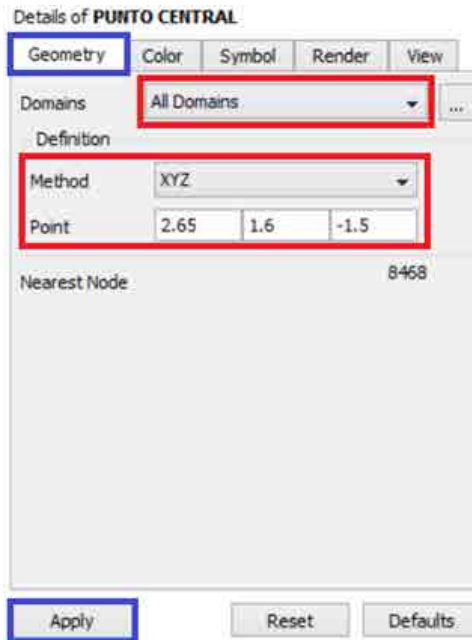 Details of PUNTO CENTRAL
Geometry Color Symbol Render View
Domains All Domains ...
Definition
Method XYZ
Point 2.65 1.6 -1.5
Nearest Node 8468
Apply Reset Defaults